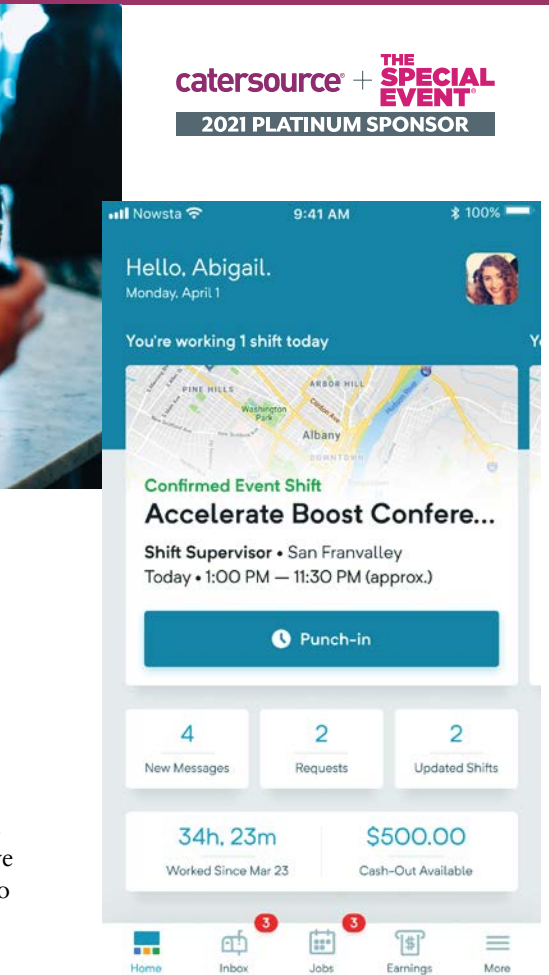 catersource® + THE SPECIAL EVENT®
2021 PLATINUM SPONSOR
Nowsta 9:41 AM 100%
Hello, Abigail.
Monday, April 1
You're working 1 shift today
PINE HILLS
ARBOR HILL
Washington Park
Clinton Ave
Hudson River
Albany
DOWNTOWN
Confirmed Event Shift
Accelerate Boost Confere...
Shift Supervisor • San Franvalley
Today • 1:00 PM — 11:30 PM (approx.)
Punch-in
4 2 2
New Messages Requests Updated Shifts
34h, 23m $500.00
Worked Since Mar 23 Cash-Out Available
3 3
Home Inbox Jobs Earnings More